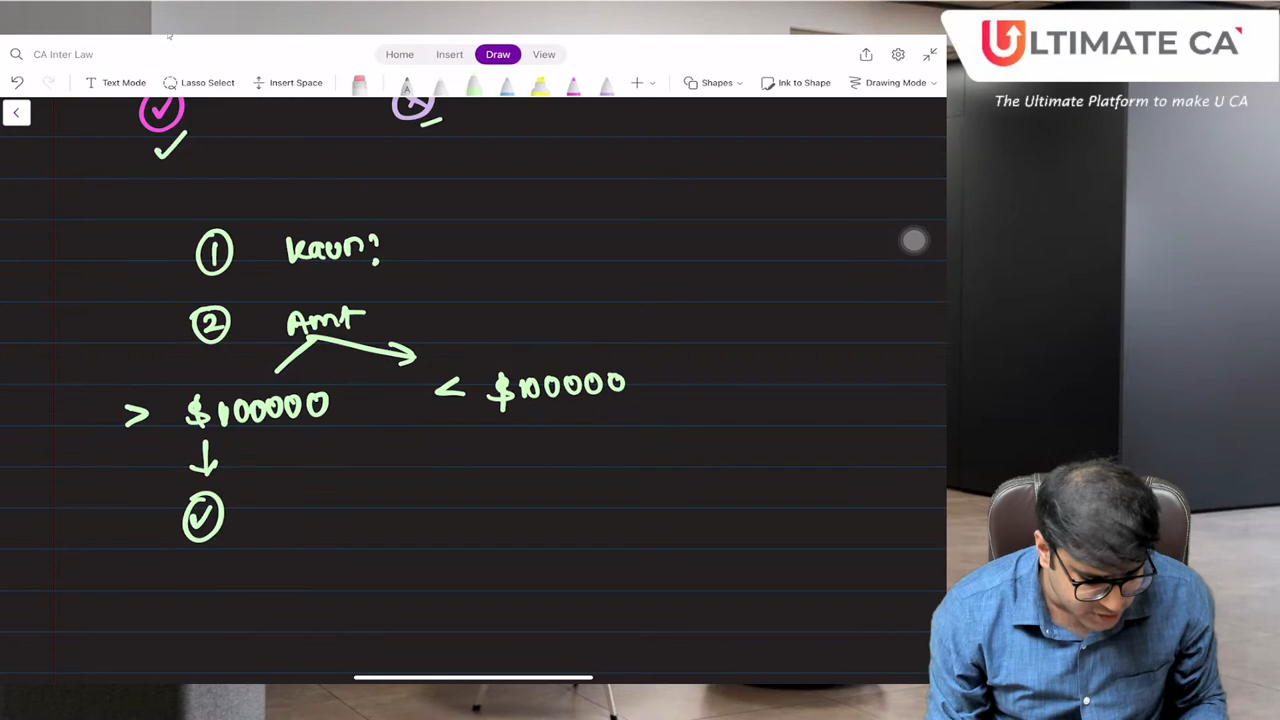 CA Inter Law
Home Insert Draw View
Text Mode Lasso Select Insert Space Shapes Ink to Shape Drawing Mode
ULTIMATE CA
The Ultimate Platform to make U CA
1 Kaun?
2 Amt
> $100000
< $100000